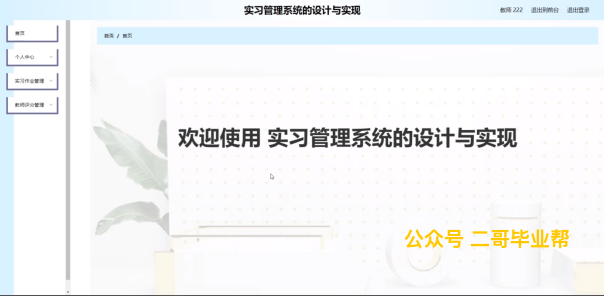 实习管理系统的设计与实现
教师 222 退出到前台 退出登录
首页
个人中心
实习作业管理
教师评分管理
首页 / 首页
欢迎使用 实习管理系统的设计与实现
公众号 二哥毕业帮